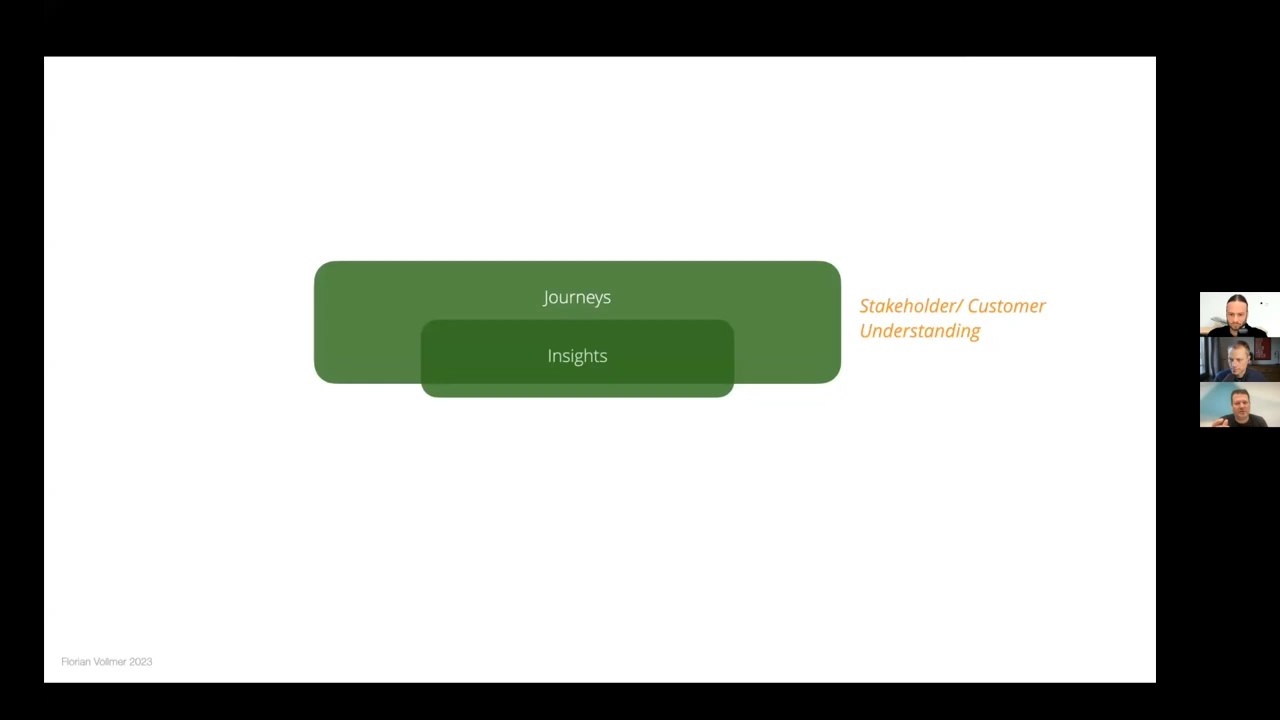 Journeys
Insights
Stakeholder/ Customer
Understanding
Florian Vollmer 2023